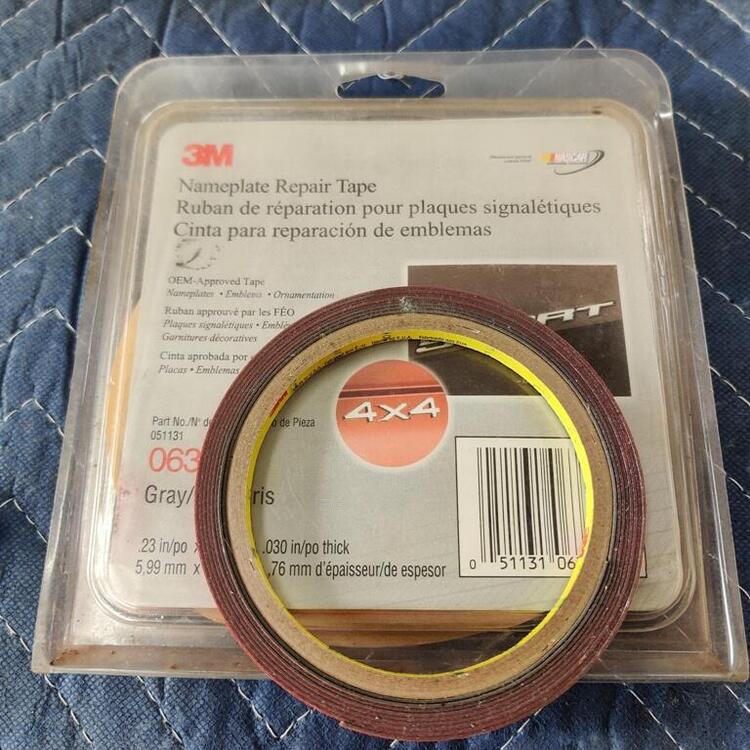 3M
NASCAR
Nameplate Repair Tape
Ruban de réparation pour plaques signalétiques
Cinta para reparación de emblemas
OEM-Approved Tape
Nameplates • Emblems • Ornamentation
Ruban approuvé par les FÉO
Plaques signalétiques •
Garnitures décoratives
Cinta aprobada por
Placas • Emblemas
4x4
Part No./N° de Pieza
051131
063
Gray/ ris
.23 in/po x .030 in/po thick
5,99 mm x ,76 mm d'épaisseur/de espesor
0 51131 06